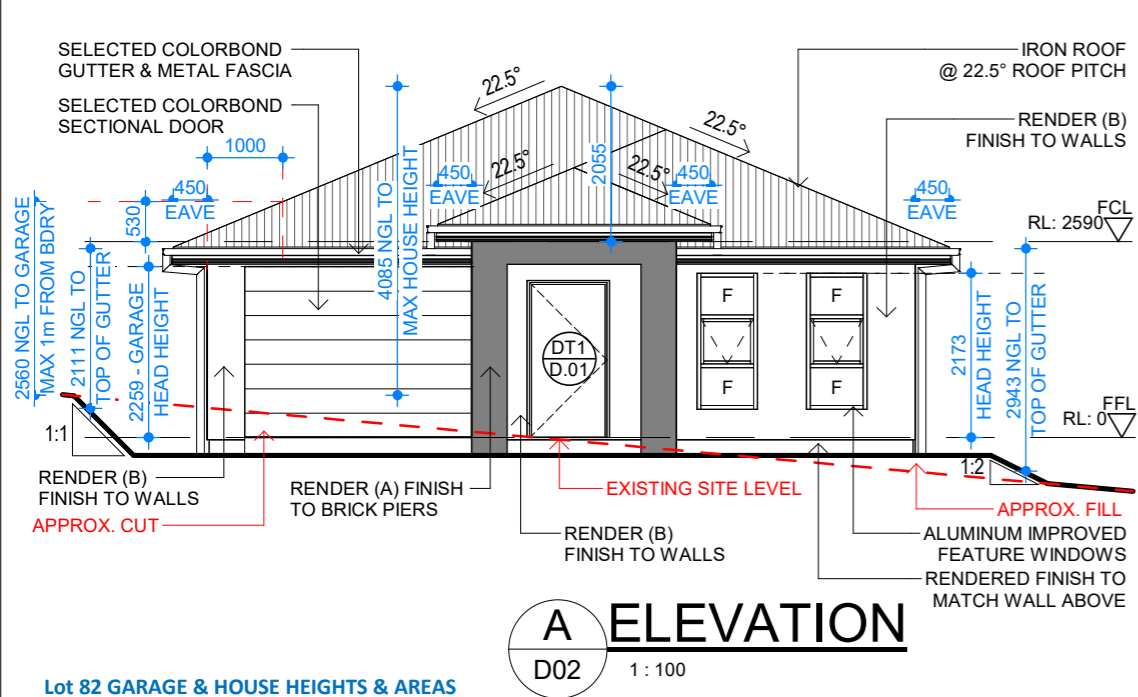 SELECTED COLORBOND
GUTTER & METAL FASCIA
SELECTED COLORBOND
SECTIONAL DOOR
1000
450
EAVE
530
2560 NGL TO GARAGE
MAX 1m FROM BDRY
2111 NGL TO
TOP OF GUTTER
2259 - GARAGE
HEAD HEIGHT
1:1
22.5°
22.5°
22.5°
22.5°
450
EAVE
4085 NGL TO
MAX HOUSE HEIGHT
2055
450
EAVE
450
EAVE
IRON ROOF
@ 22.5° ROOF PITCH
RENDER (B)
FINISH TO WALLS
FCL
RL: 2590
F
F
F
F
DT1
D.01
2173
HEAD HEIGHT
2943 NGL TO
TOP OF GUTTER
FFL
RL: 0
1:2
RENDER (B)
FINISH TO WALLS
APPROX. CUT
RENDER (A) FINISH
TO BRICK PIERS
EXISTING SITE LEVEL
RENDER (B)
FINISH TO WALLS
APPROX. FILL
ALUMINUM IMPROVED
FEATURE WINDOWS
RENDERED FINISH TO
MATCH WALL ABOVE
A
D02
ELEVATION
1 : 100
Lot 82 GARAGE & HOUSE HEIGHTS & AREAS